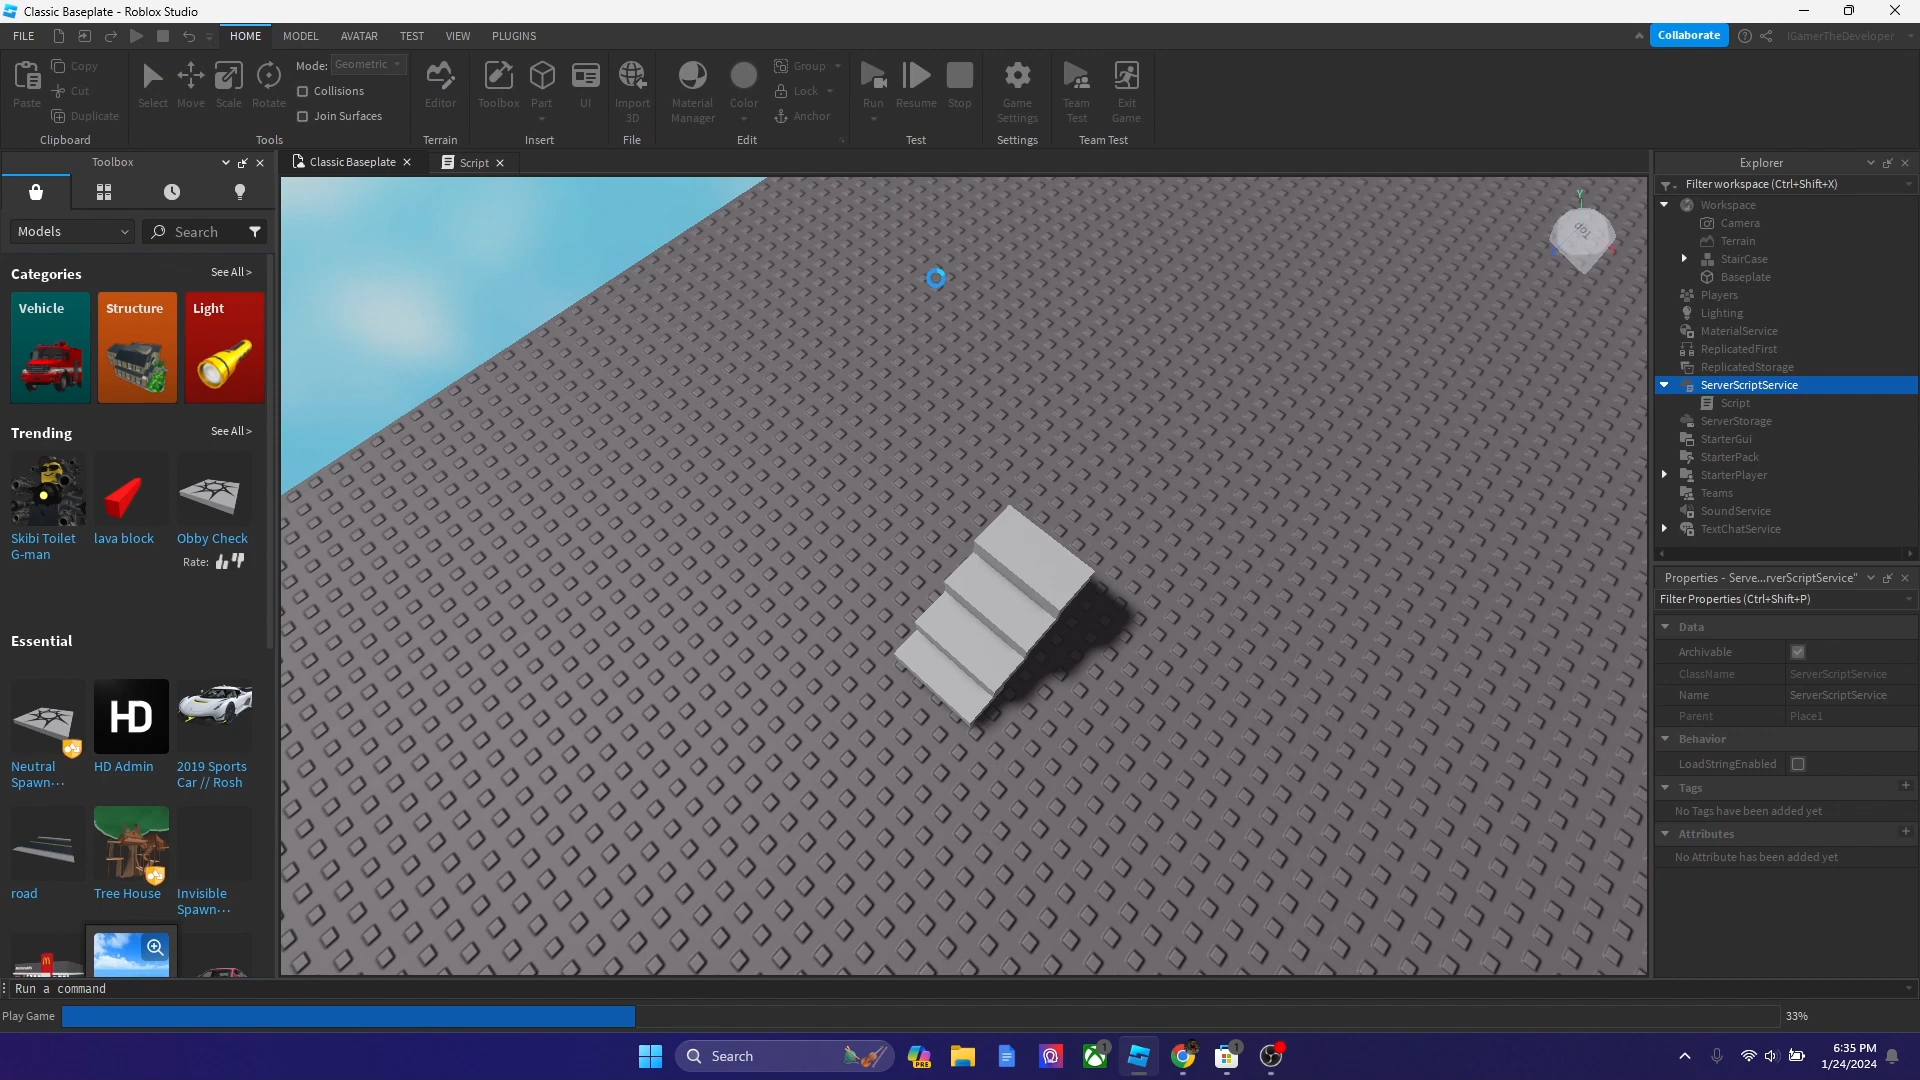 Classic Baseplate - Roblox Studio
FILE HOME MODEL AVATAR TEST VIEW PLUGINS Collaborate IGamerTheDeveloper
Paste Copy Cut Duplicate
Clipboard
Select Move Scale Rotate
Mode: Geometric
Collisions
Join Surfaces
Tools
Editor
Terrain
Toolbox Part UI
Insert
Import 3D
File
Material Manager Color
Group
Lock
Anchor
Edit
Run Resume Stop
Test
Game Settings
Settings
Team Test Exit Game
Team Test
Toolbox
Classic Baseplate
Script
Models
Search
Categories See All >
Vehicle Structure Light
Trending See All >
Skibi Toilet G-man
lava block
Obby Check
Rate:
Essential
Neutral Spawn...
HD
HD Admin
2019 Sports Car // Rosh
road
Tree House
Invisible Spawn...
Y
Top
Explorer
Filter workspace (Ctrl+Shift+X)
Workspace
Camera
Terrain
StairCase
Baseplate
Players
Lighting
MaterialService
ReplicatedFirst
ReplicatedStorage
ServerScriptService
Script
ServerStorage
StarterGui
StarterPack
StarterPlayer
Teams
SoundService
TextChatService
Properties - Serve...rverScriptService"
Filter Properties (Ctrl+Shift+P)
Data
Archivable
ClassName ServerScriptService
Name ServerScriptService
Parent Place1
Behavior
LoadStringEnabled
Tags
No Tags have been added yet
Attributes
No Attribute has been added yet
Run a command
Play Game 33%
Search
PRE
1
1
6:35 PM
1/24/2024